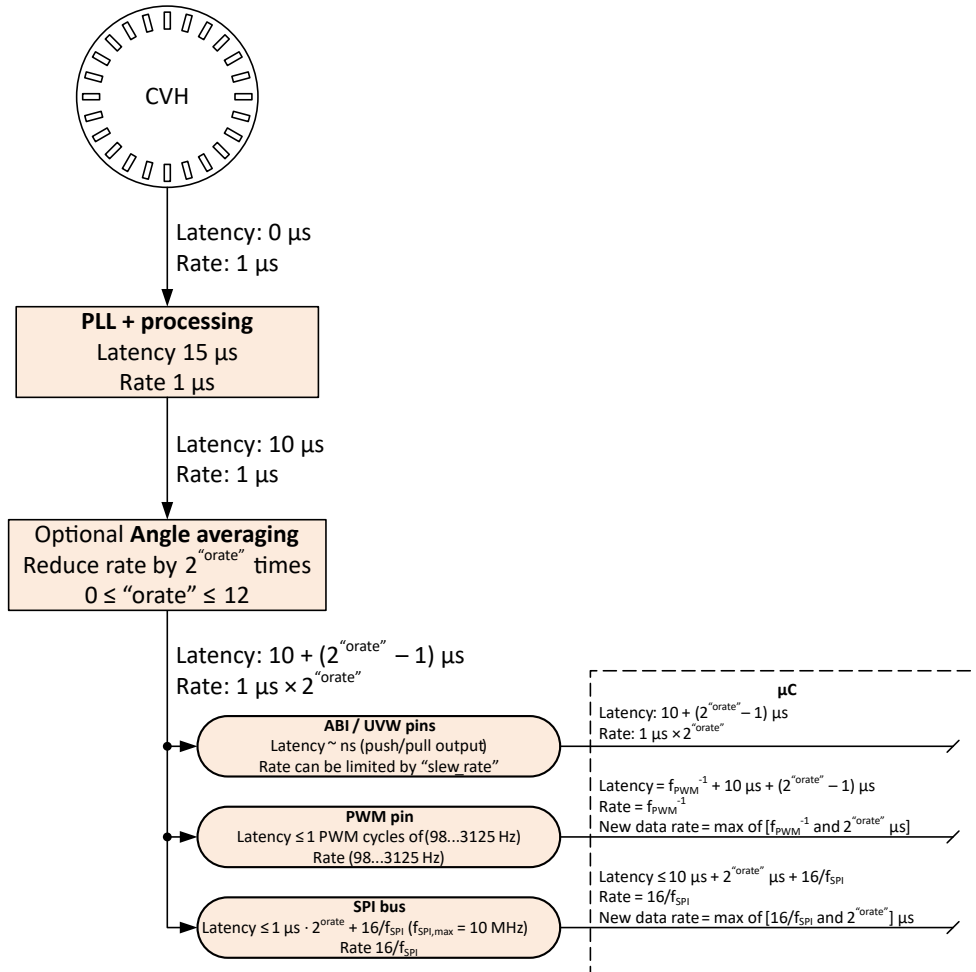 CVH
Latency: 0 µs
Rate: 1 µs
PLL + processing
Latency 15 µs
Rate 1 µs
Latency: 10 µs
Rate: 1 µs
Optional Angle averaging
Reduce rate by 2^“orate” times
0 ≤ “orate” ≤ 12
Latency: 10 + (2^“orate” – 1) µs
Rate: 1 µs × 2^“orate”
ABI / UVW pins
Latency ~ ns (push/pull output)
Rate can be limited by “slew_rate”
µC
Latency: 10 + (2^“orate” – 1) µs
Rate: 1 µs × 2^“orate”
PWM pin
Latency ≤ 1 PWM cycles of (98...3125 Hz)
Rate (98...3125 Hz)
Latency = f_PWM^-1 + 10 µs + (2^“orate” – 1) µs
Rate = f_PWM^-1
New data rate = max of [f_PWM^-1 and 2^“orate” µs]
SPI bus
Latency ≤ 1 µs · 2^orate + 16/f_SPI (f_SPI,max = 10 MHz)
Rate 16/f_SPI
Latency ≤ 10 µs + 2^“orate” µs + 16/f_SPI
Rate = 16/f_SPI
New data rate = max of [16/f_SPI and 2^“orate”] µs